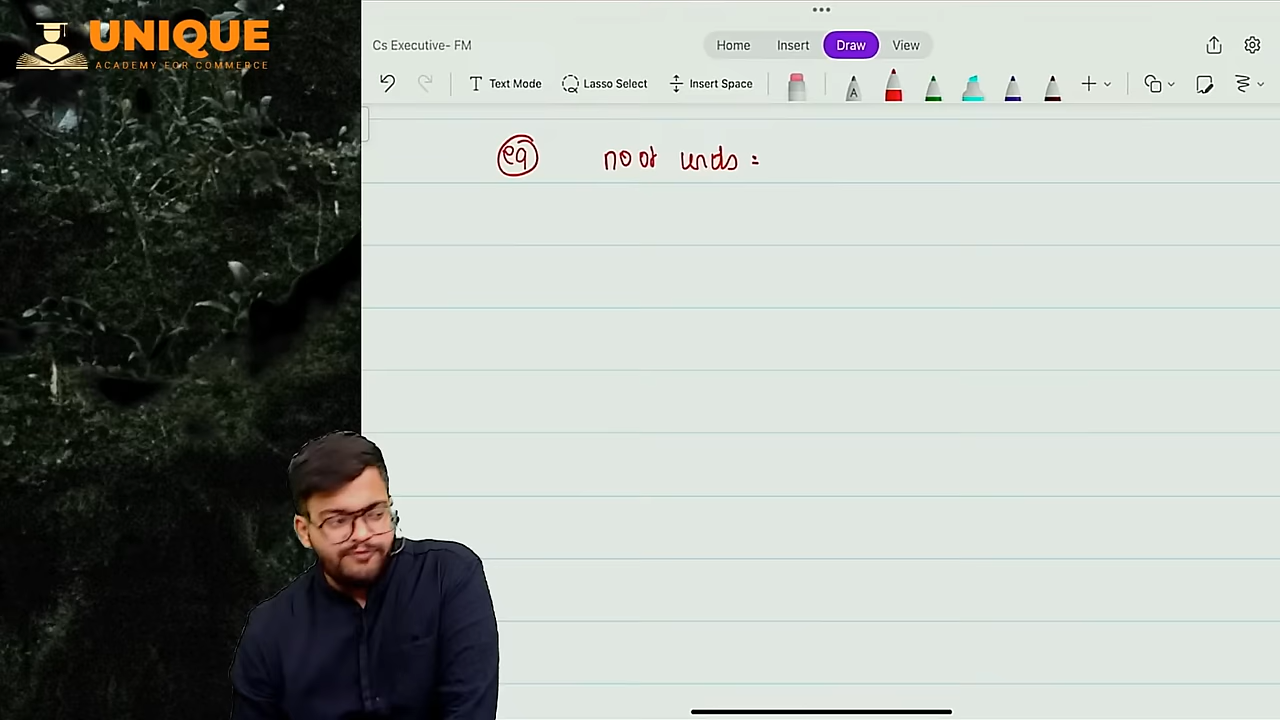 UNIQUE
ACADEMY FOR COMMERCE
Cs Executive- FM
Home Insert Draw View
Text Mode Lasso Select Insert Space
A
eg no of units =